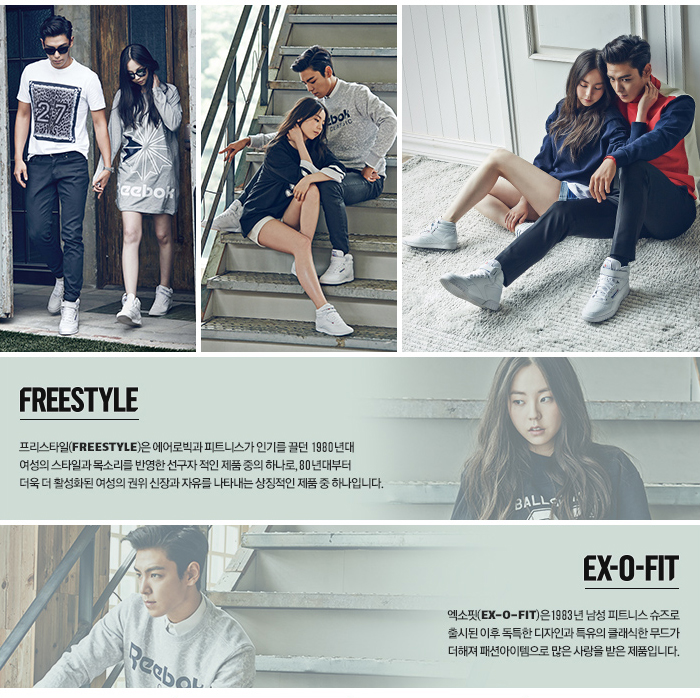 27
Reebok
Reebok
FREESTYLE
프리스타일(FREESTYLE)은 에어로빅과 피트니스가 인기를 끌던 1980년대
여성의 스타일과 목소리를 반영한 선구자 적인 제품 중의 하나로, 80년대부터
더욱 더 활성화된 여성의 권위 신장과 자유를 나타내는 상징적인 제품 중 하나입니다.
BALL
EX-O-FIT
엑소핏(EX-O-FIT)은 1983년 남성 피트니스 슈즈로
출시된 이후 독특한 디자인과 특유의 클래식한 무드가
더해져 패션아이템으로 많은 사랑을 받은 제품입니다.
Reebok